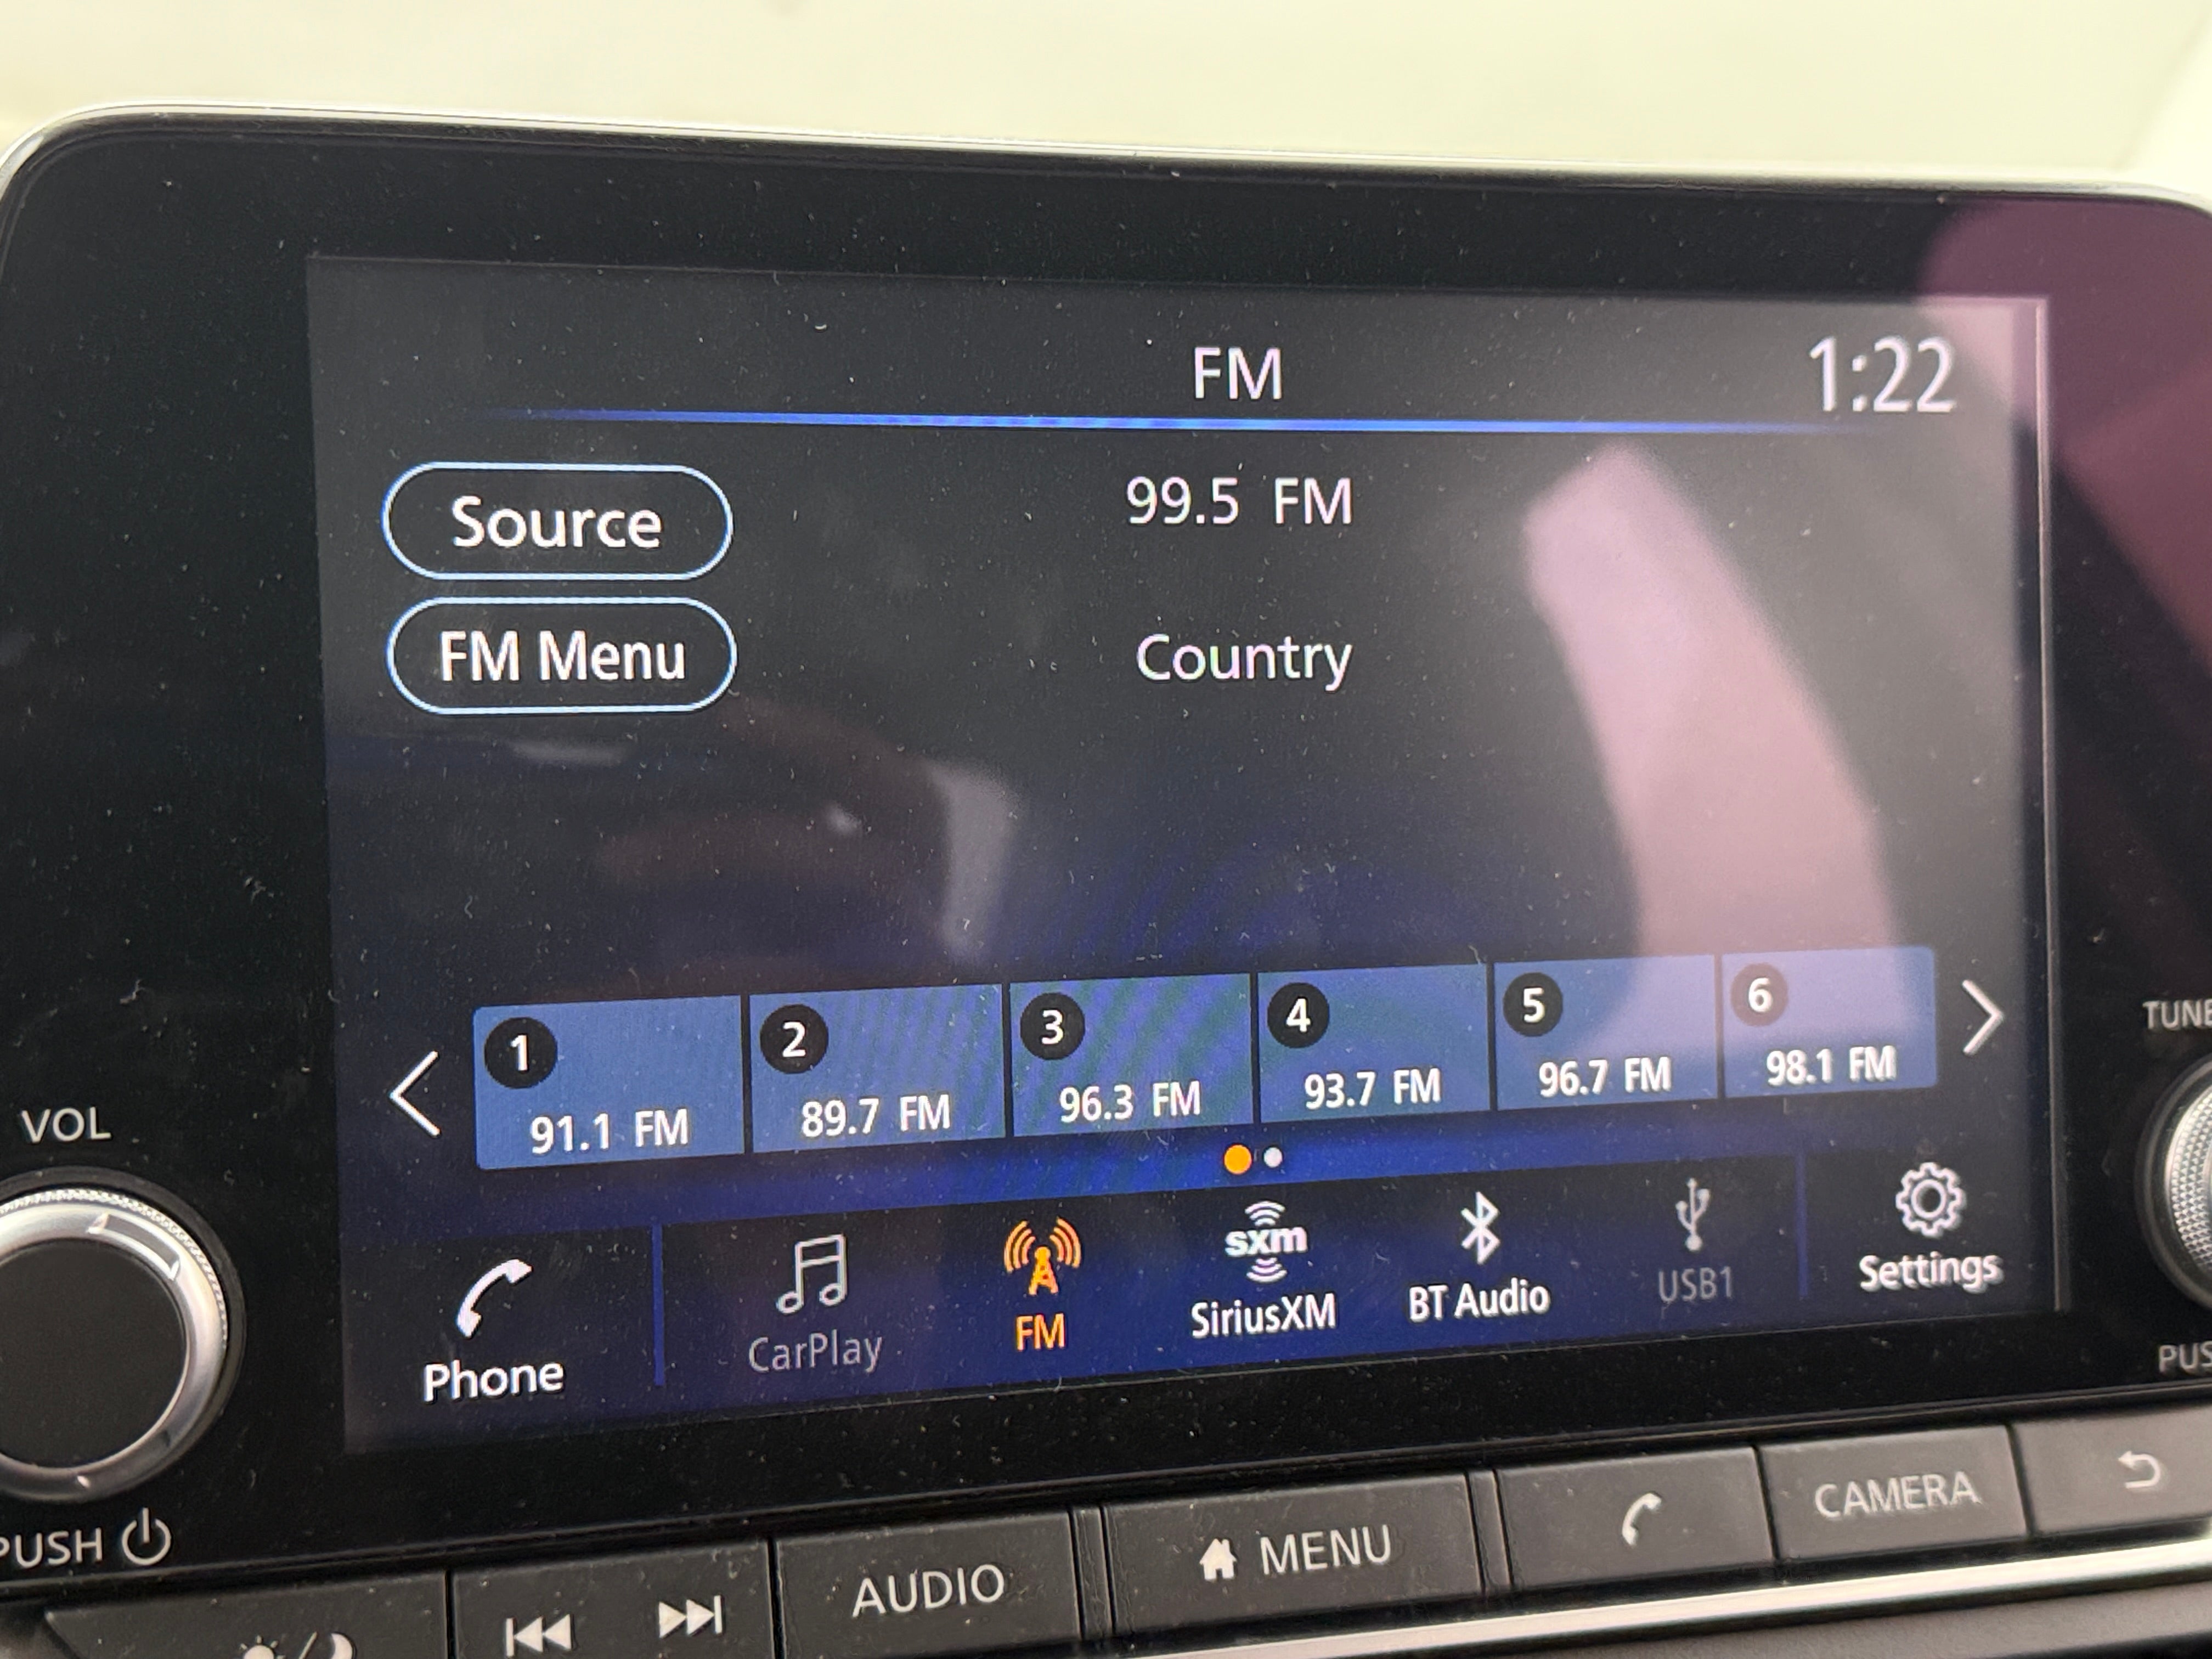 FM
1:22
Source
99.5 FM
FM Menu
Country
1
2
3
4
5
6
91.1 FM
89.7 FM
96.3 FM
93.7 FM
96.7 FM
98.1 FM
TUNE
VOL
Phone
CarPlay
FM
sxm
SiriusXM
BT Audio
USB1
Settings
PUSH
AUDIO
MENU
CAMERA